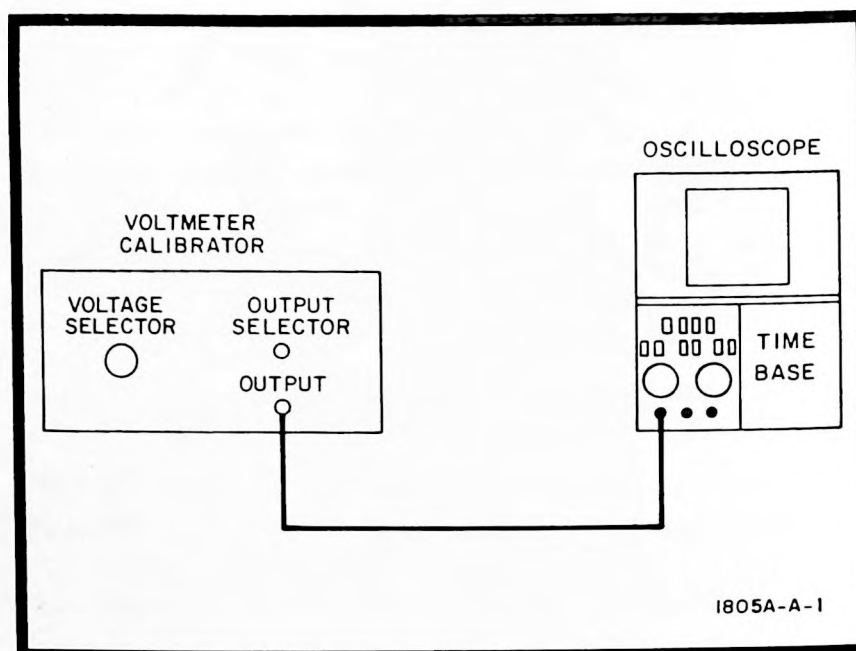 OSCILLOSCOPE
VOLTMETER
CALIBRATOR
VOLTAGE
SELECTOR
OUTPUT
SELECTOR
OUTPUT
TIME
BASE
1805A-A-1